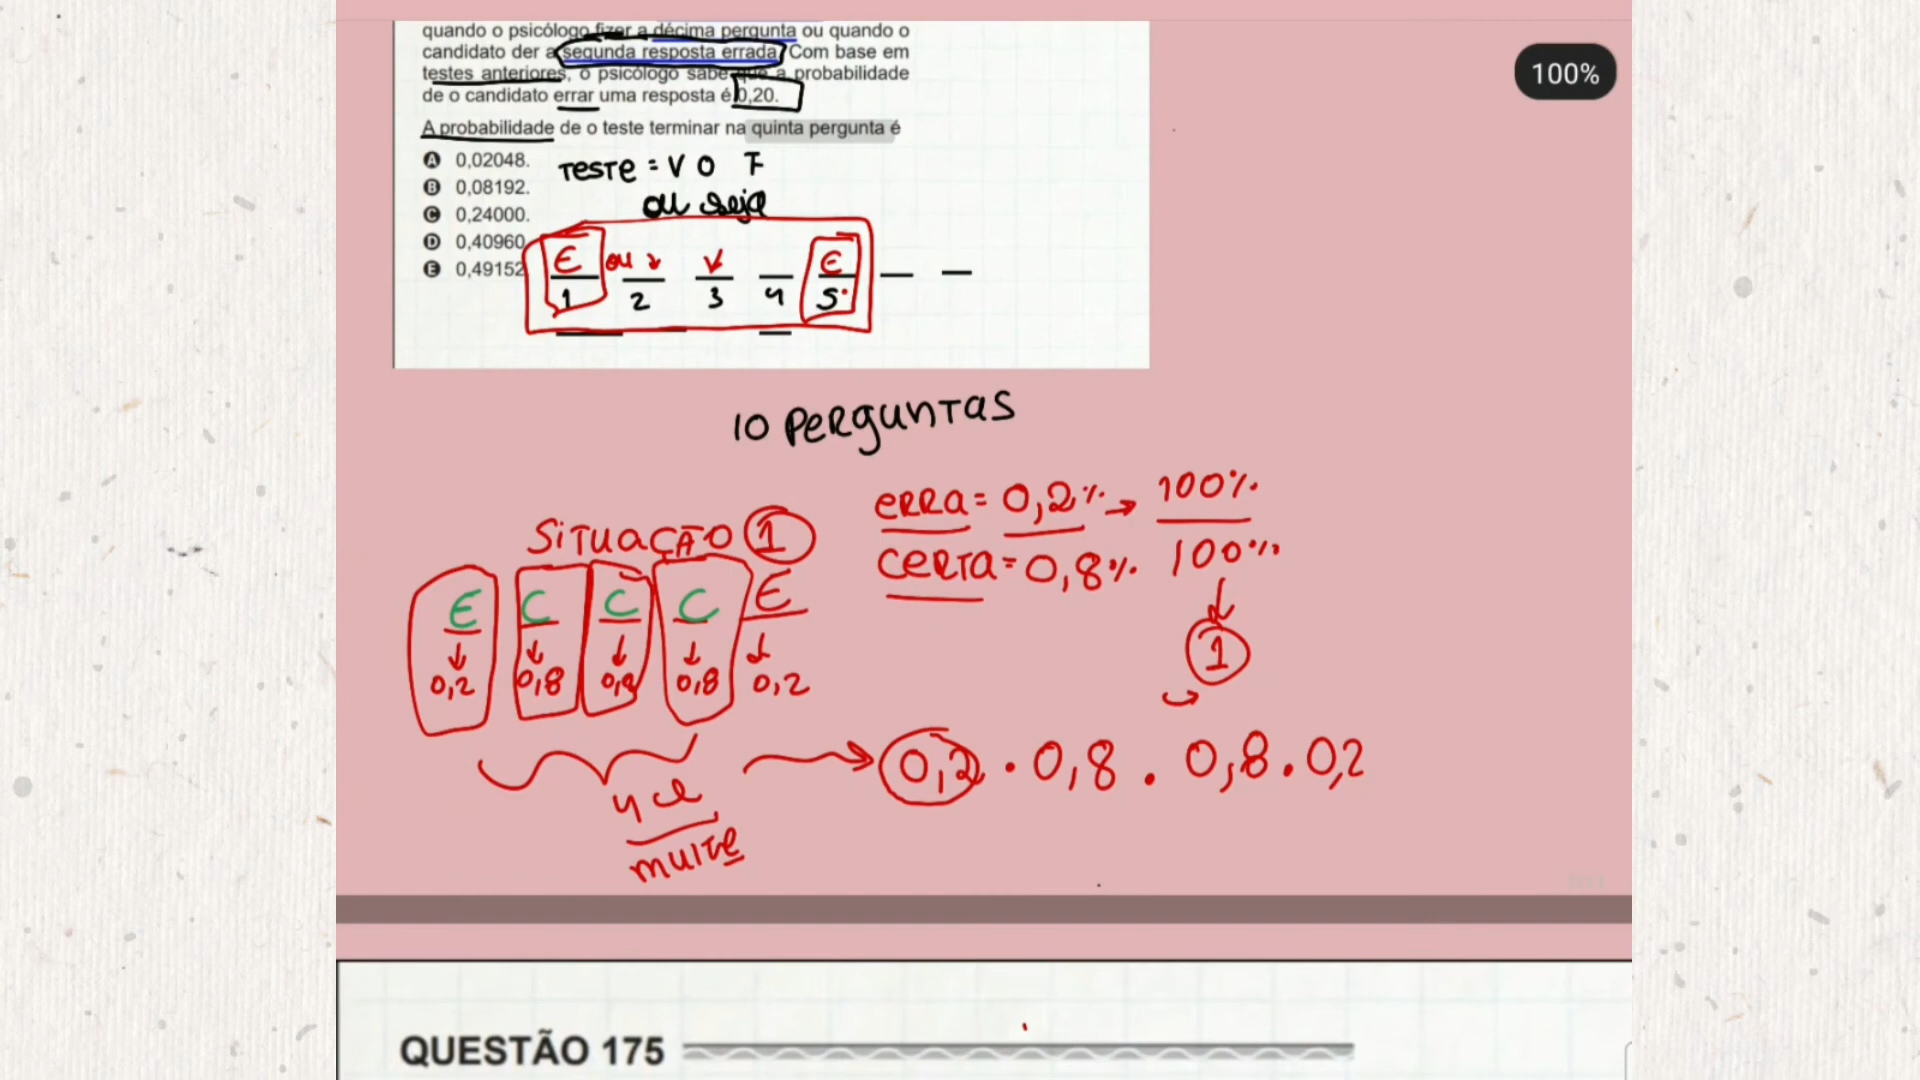 quando o psicólogo fizer a décima pergunta ou quando o
candidato der a segunda resposta errada. Com base em
testes anteriores, o psicólogo sabe que a probabilidade
de o candidato errar uma resposta é 0,20.
A probabilidade de o teste terminar na quinta pergunta é
A 0,02048.
B 0,08192.
C 0,24000.
D 0,40960
E 0,49152
TESTE = V O F
ou seja
E ou ↓ ✓ E
1 2 3 4 5
10 PERGUNTAS
SITUAÇÃO 1
E C C C E
0,2 0,8 0,8 0,8 0,2
ERRA = 0,2% → 100%
CERTA = 0,8% 100%
1
0,2 . 0,8 . 0,8 . 0,2
QUESTÃO 175
100%